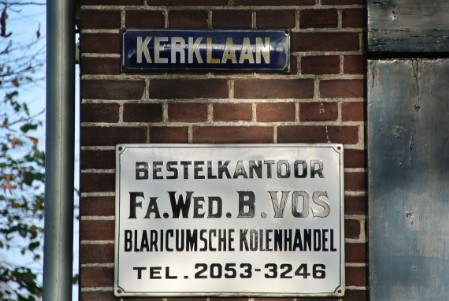 KERKLAAN
BESTELKANTOOR
FA.WED.B.VOS
BLARICUMSCHE KOLENHANDEL
TEL. 2053-3246